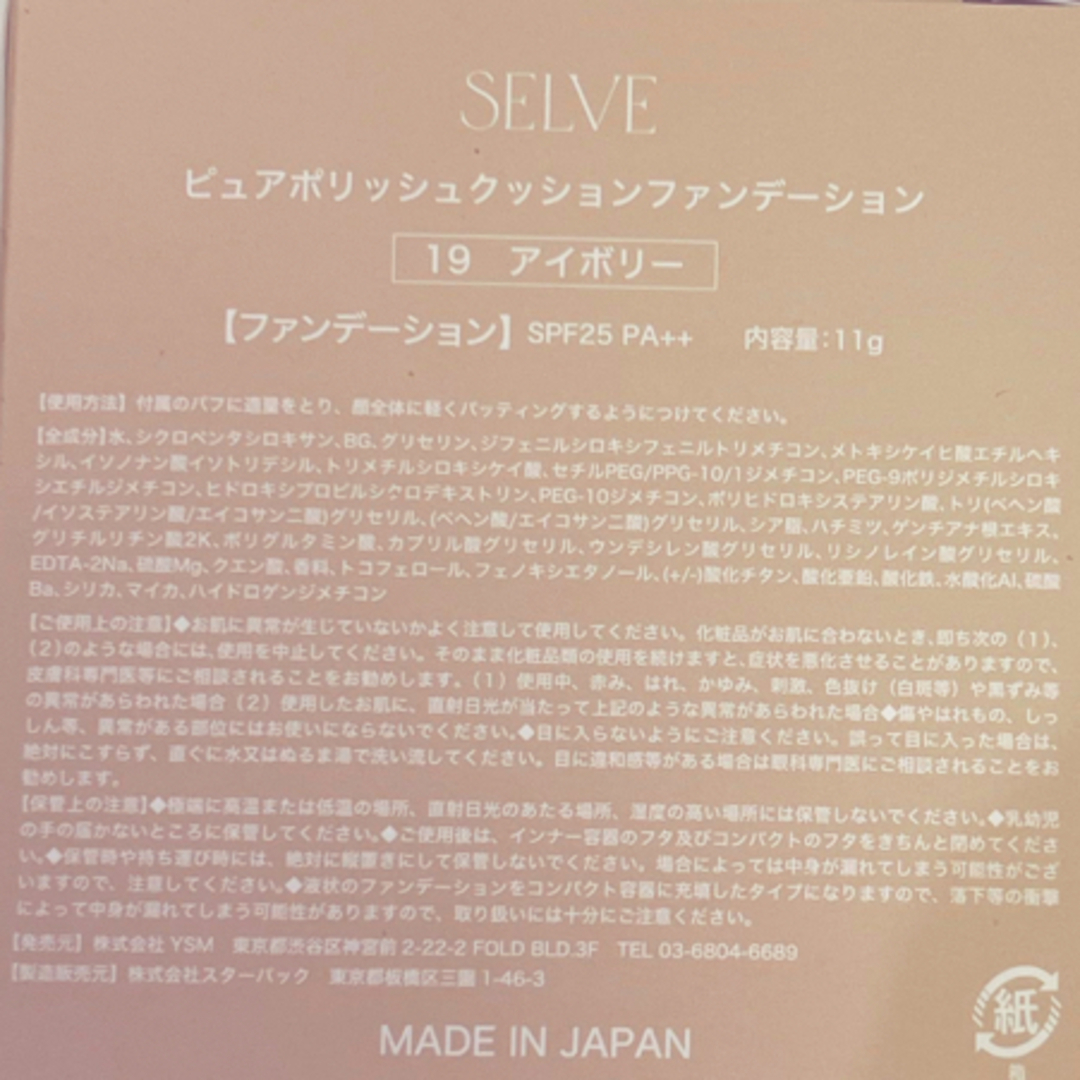 SELVE
ピュアポリッシュクッションファンデーション
19 アイボリー
【ファンデーション】SPF25 PA++ 内容量:11g
【使用方法】付属のパフに適量をとり、顔全体に軽くパッティングするようにつけてください。
【全成分】水、シクロペンタシロキサン、BG、グリセリン、ジフェニルシロキシフェニルトリメチコン、メトキシケイヒ酸エチルヘキ
シル、イソノナン酸イソトリデシル、トリメチルシロキシケイ酸、セチルPEG/PPG-10/1ジメチコン、PEG-9ポリジメチルシロキ
シエチルジメチコン、ヒドロキシプロピルシクロデキストリン、PEG-10ジメチコン、ポリヒドロキシステアリン酸、トリ(ベヘン酸
/イソステアリン酸/エイコサン二酸)グリセリル、(ベヘン酸/エイコサン二酸)グリセリル、シア脂、ハチミツ、ゲンチアナ根エキス、
グリチルリチン酸2K、ポリグルタミン酸、カプリル酸グリセリル、ウンデシレン酸グリセリル、リシノレイン酸グリセリル、
EDTA-2Na、硫酸Mg、クエン酸、香料、トコフェロール、フェノキシエタノール、(+/-)酸化チタン、酸化亜鉛、酸化鉄、水酸化Al、硫酸
Ba、シリカ、マイカ、ハイドロゲンジメチコン
【ご使用上の注意】◆お肌に異常が生じていないかよく注意して使用してください。化粧品がお肌に合わないとき、即ち次の(1)、
(2)のような場合には、使用を中止してください。そのまま化粧品類の使用を続けますと、症状を悪化させることがありますので、
皮膚科専門医等にご相談されることをお勧めします。(1)使用中、赤み、はれ、かゆみ、刺激、色抜け(白斑等)や黒ずみ等
の異常があらわれた場合(2)使用したお肌に、直射日光が当たって上記のような異常があらわれた場合◆傷やはれもの、しっ
しん等、異常がある部位にはお使いにならないでください。◆目に入らないようにご注意ください。誤って目に入った場合は、
絶対にこすらず、直ぐに水又はぬるま湯で洗い流してください。目に違和感等がある場合は眼科専門医にご相談されることをお
勧めします。
【保管上の注意】◆極端に高温または低温の場所、直射日光のあたる場所、湿度の高い場所には保管しないでください。◆乳幼児
の手の届かないところに保管してください。◆ご使用後は、インナー容器のフタ及びコンパクトのフタをきちんと閉めてくださ
い。◆保管時や持ち運び時には、絶対に縦置きにして保管しないでください。場合によっては中身が漏れてしまう可能性がござ
いますので、注意してください。◆液状のファンデーションをコンパクト容器に充填したタイプになりますので、落下等の衝撃
によって中身が漏れてしまう可能性がありますので、取り扱いには十分にご注意ください。
【発売元】株式会社 YSM 東京都渋谷区神宮前 2-22-2 FOLD BLD.3F TEL 03-6804-6689
【製造販売元】株式会社スターパック 東京都板橋区三園 1-46-3
MADE IN JAPAN
紙